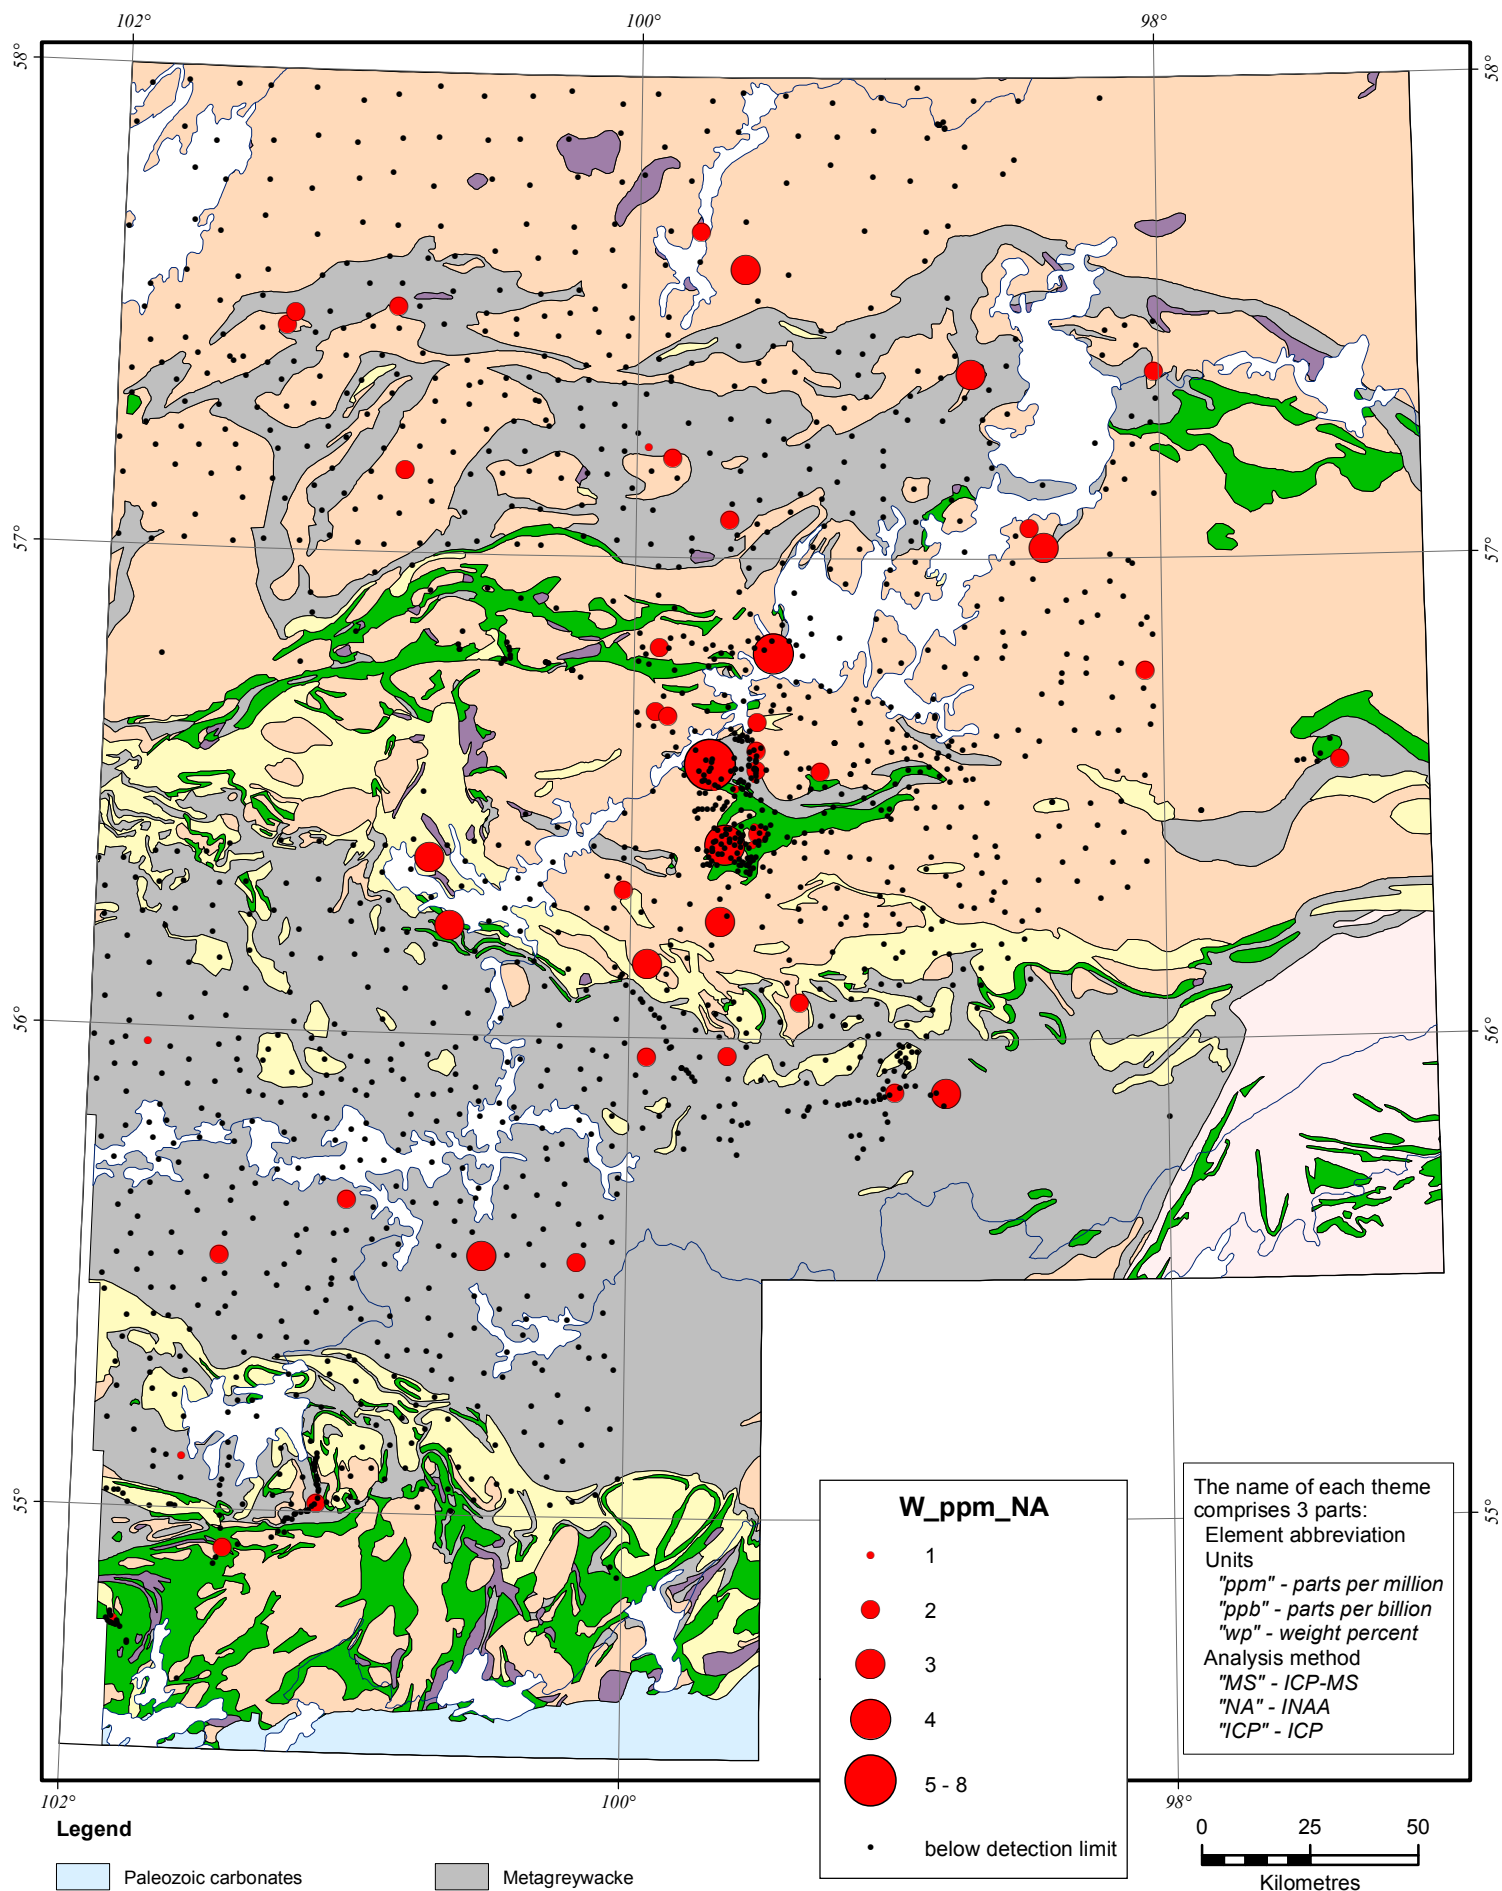 102°
100°
98°
58°
58°
57°
57°
56°
56°
55°
55°
W_ppm_NA
1
2
3
4
5 - 8
below detection limit
The name of each theme
comprises 3 parts:
Element abbreviation
Units
"ppm" - parts per million
"ppb" - parts per billion
"wp" - weight percent
Analysis method
"MS" - ICP-MS
"NA" - INAA
"ICP" - ICP
102°
100°
98°
Legend
Paleozoic carbonates
Metagreywacke
0 25 50
Kilometres